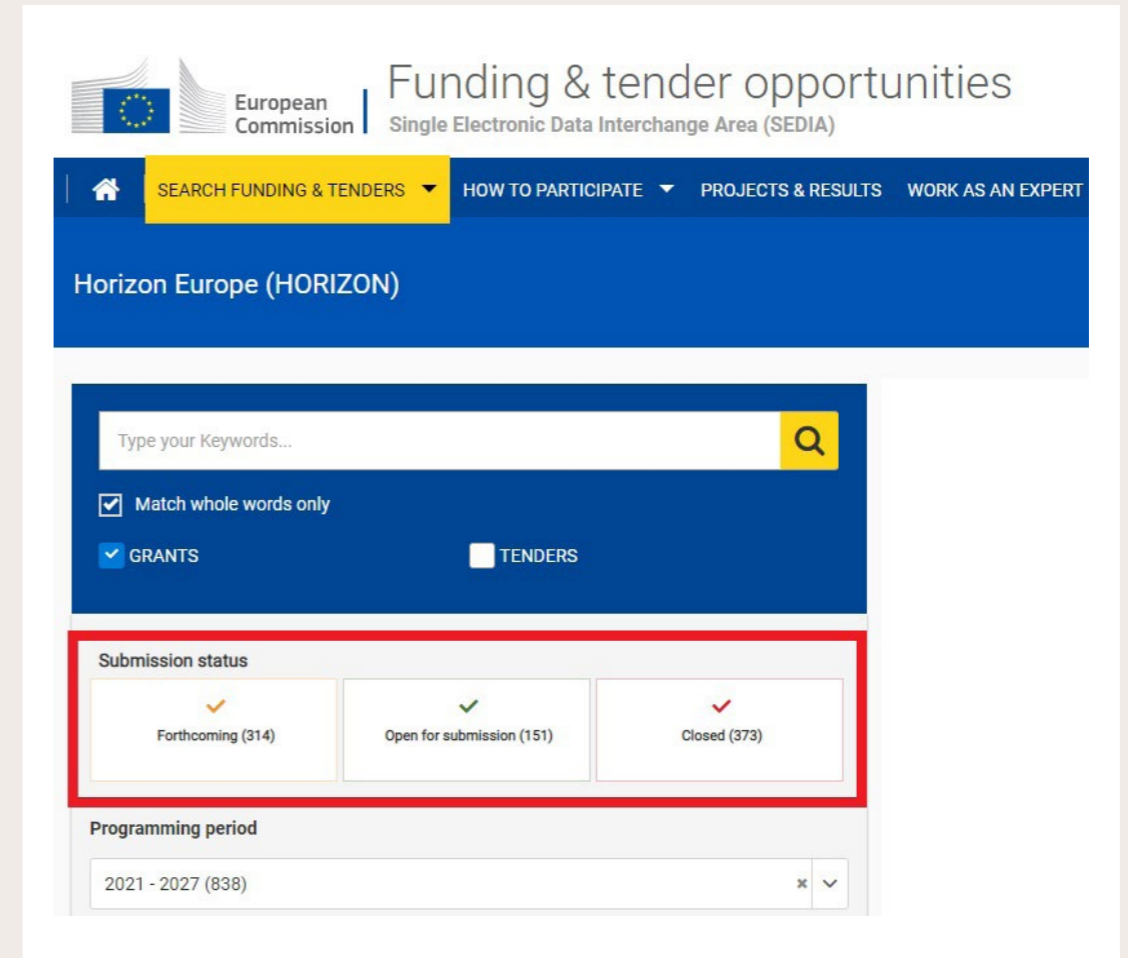 European
Commission
Funding & tender opportunities
Single Electronic Data Interchange Area (SEDIA)
SEARCH FUNDING & TENDERS HOW TO PARTICIPATE PROJECTS & RESULTS WORK AS AN EXPERT
Horizon Europe (HORIZON)
Type your Keywords...
Match whole words only
GRANTS TENDERS
Submission status
Forthcoming (314) Open for submission (151) Closed (373)
Programming period
2021 - 2027 (838)